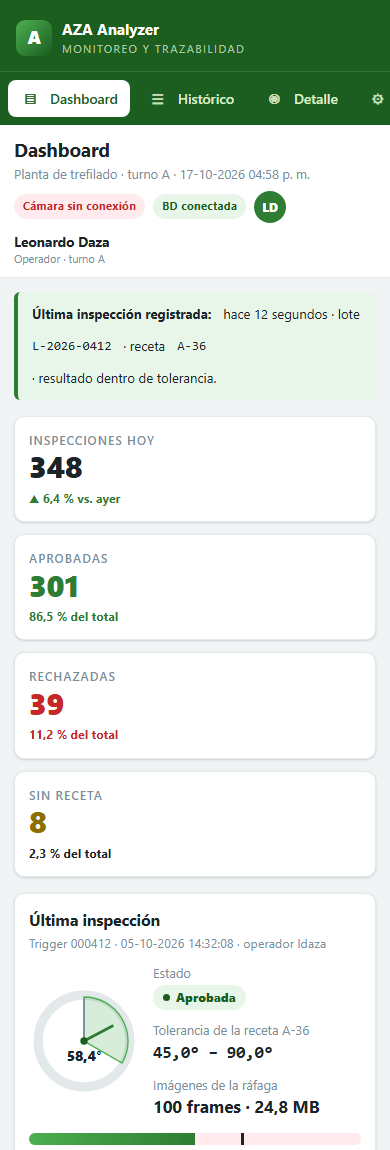 A
AZA Analyzer
MONITOREO Y TRAZABILIDAD
Dashboard
Histórico
Detalle
Dashboard
Planta de trefilado · turno A · 17-10-2026 04:58 p. m.
Cámara sin conexión
BD conectada
LD
Leonardo Daza
Operador · turno A
Última inspección registrada: hace 12 segundos · lote
L-2026-0412 · receta A-36
· resultado dentro de tolerancia.
INSPECCIONES HOY
348
▲ 6,4 % vs. ayer
APROBADAS
301
86,5 % del total
RECHAZADAS
39
11,2 % del total
SIN RECETA
8
2,3 % del total
Última inspección
Trigger 000412 · 05-10-2026 14:32:08 · operador ldaza
Estado
Aprobada
58,4°
Tolerancia de la receta A-36
45,0° – 90,0°
Imágenes de la ráfaga
100 frames · 24,8 MB